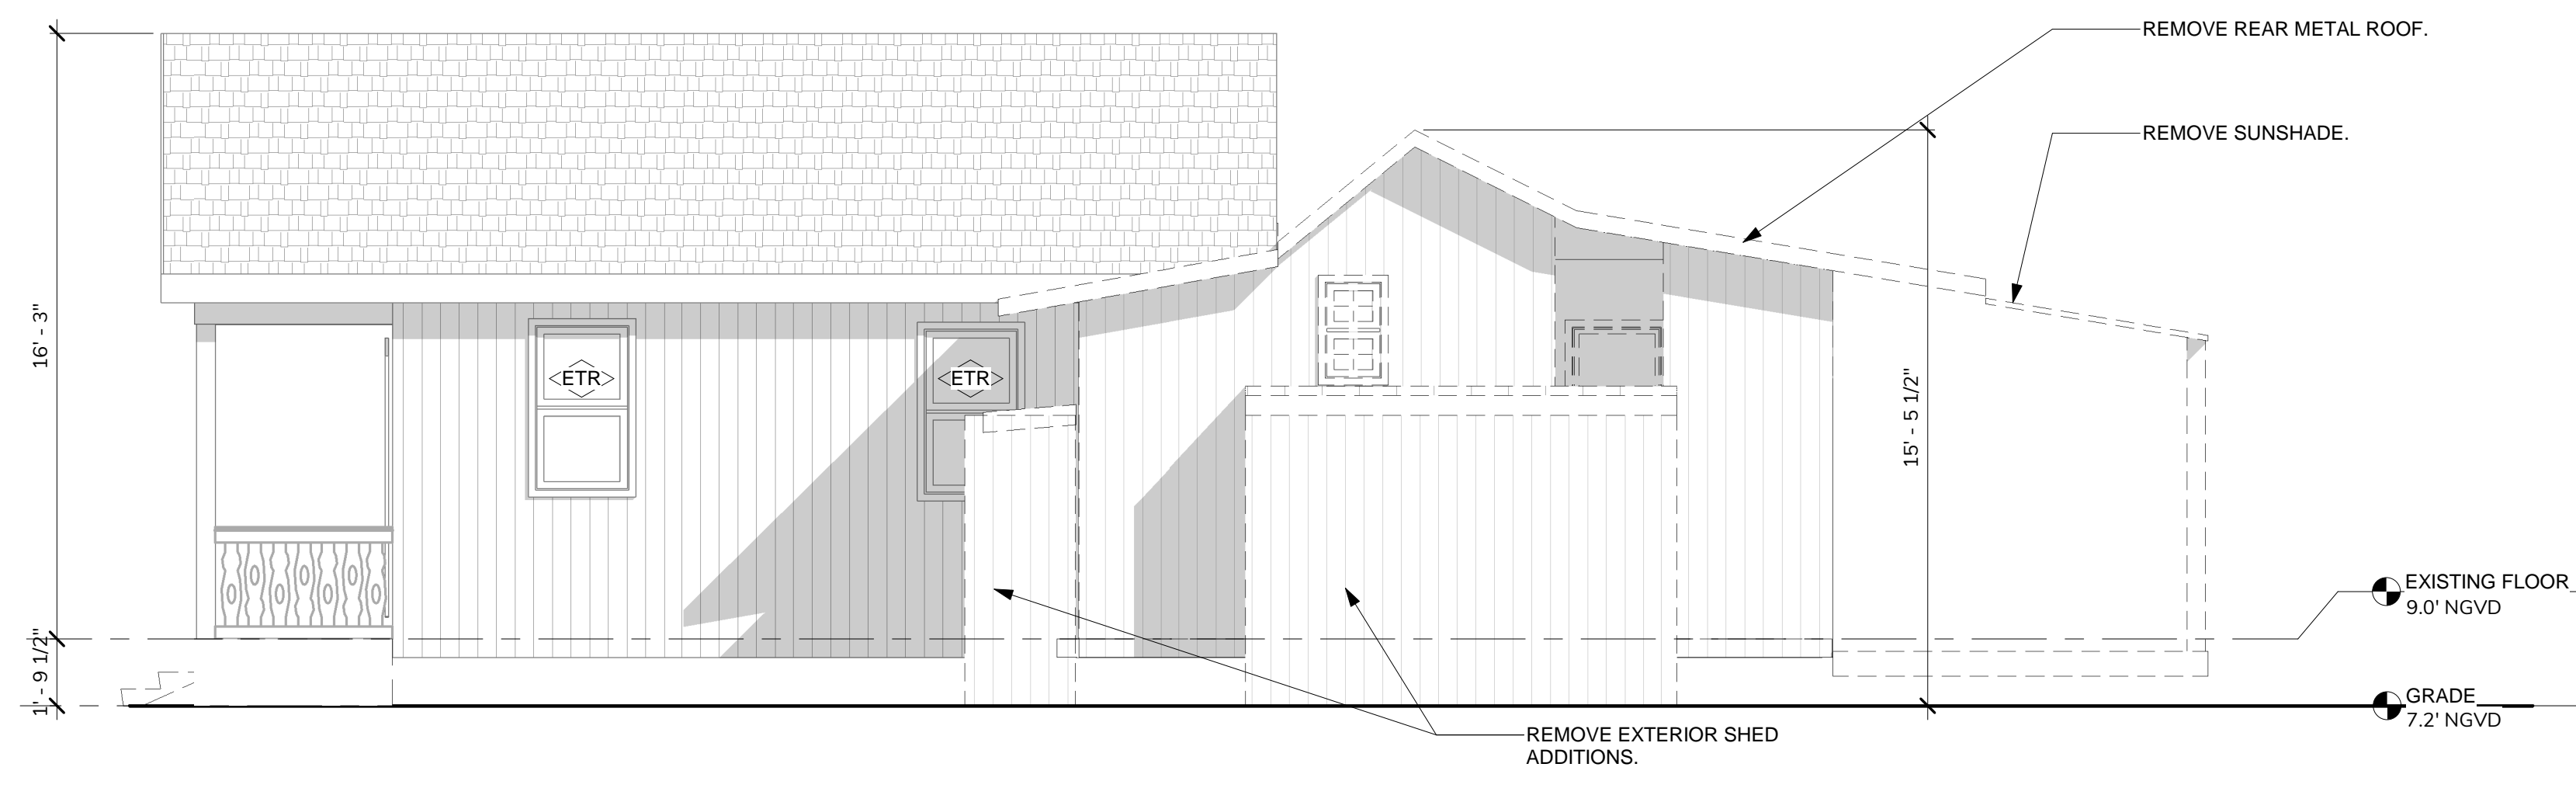 REMOVE REAR METAL ROOF.
REMOVE SUNSHADE.
16' - 3"
ETR
ETR
15' - 5 1/2"
EXISTING FLOOR
9.0' NGVD
1' - 9 1/2"
GRADE
7.2' NGVD
REMOVE EXTERIOR SHED
ADDITIONS.